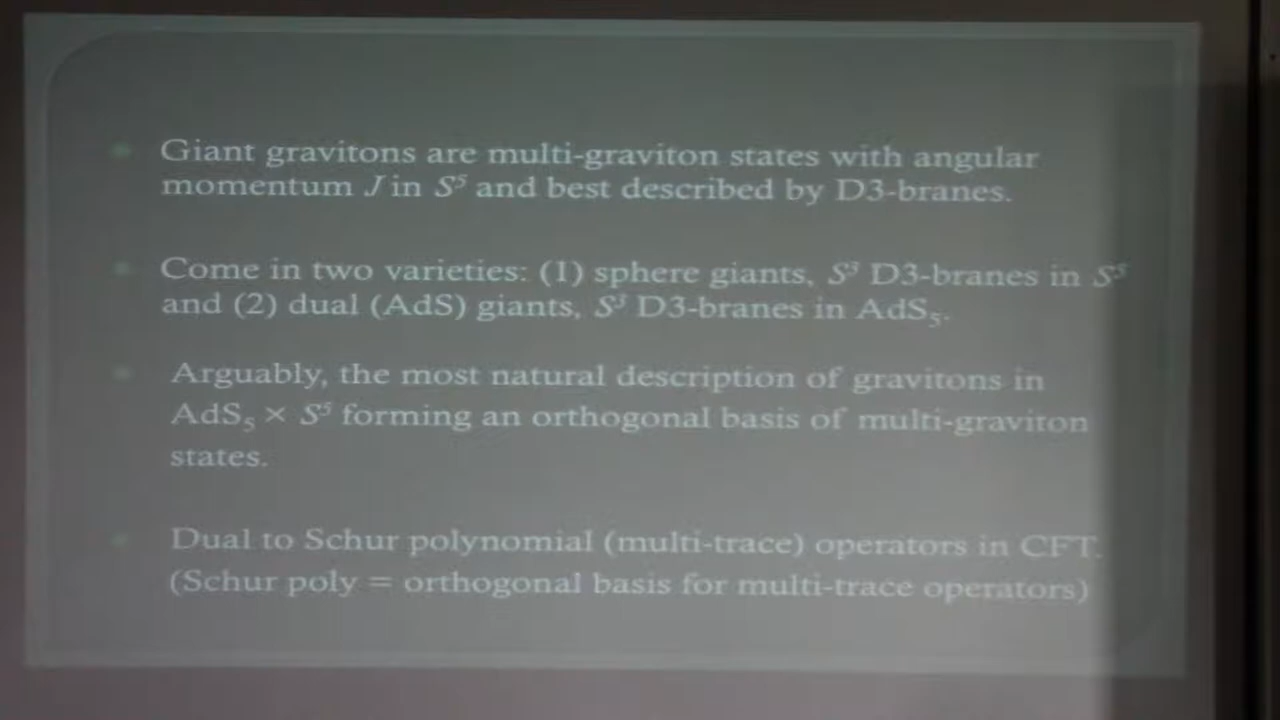 Giant gravitons are multi-graviton states with angular
momentum J in S⁵ and best described by D3-branes.
Come in two varieties: (1) sphere giants, S³ D3-branes in S⁵
and (2) dual (AdS) giants, S³ D3-branes in AdS₅.
Arguably, the most natural description of gravitons in
AdS₅ × S⁵ forming an orthogonal basis of multi-graviton
states.
Dual to Schur polynomial (multi-trace) operators in CFT.
(Schur poly = orthogonal basis for multi-trace operators)